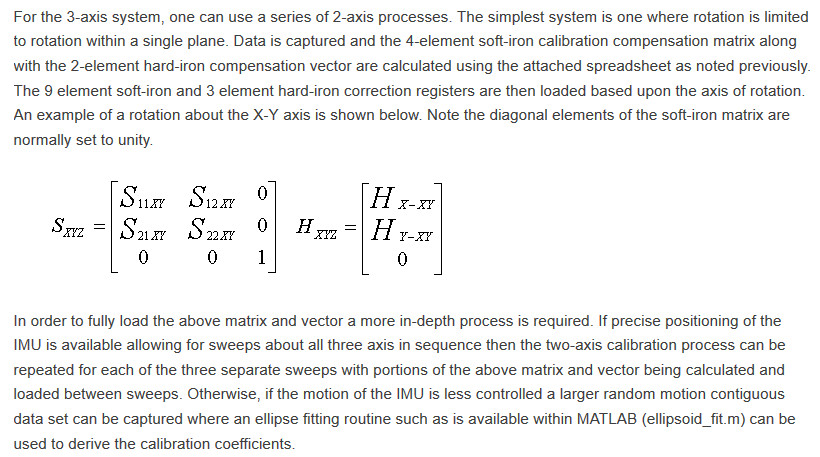 For the 3-axis system, one can use a series of 2-axis processes. The simplest system is one where rotation is limited
to rotation within a single plane. Data is captured and the 4-element soft-iron calibration compensation matrix along
with the 2-element hard-iron compensation vector are calculated using the attached spreadsheet as noted previously.
The 9 element soft-iron and 3 element hard-iron correction registers are then loaded based upon the axis of rotation.
An example of a rotation about the X-Y axis is shown below. Note the diagonal elements of the soft-iron matrix are
normally set to unity.
S11XY S12XY 0 HX-XY
SXYZ = S21XY S22XY 0 HXYZ = HY-XY
0 0 1 0
In order to fully load the above matrix and vector a more in-depth process is required. If precise positioning of the
IMU is available allowing for sweeps about all three axis in sequence then the two-axis calibration process can be
repeated for each of the three separate sweeps with portions of the above matrix and vector being calculated and
loaded between sweeps. Otherwise, if the motion of the IMU is less controlled a larger random motion contiguous
data set can be captured where an ellipse fitting routine such as is available within MATLAB (ellipsoid_fit.m) can be
used to derive the calibration coefficients.